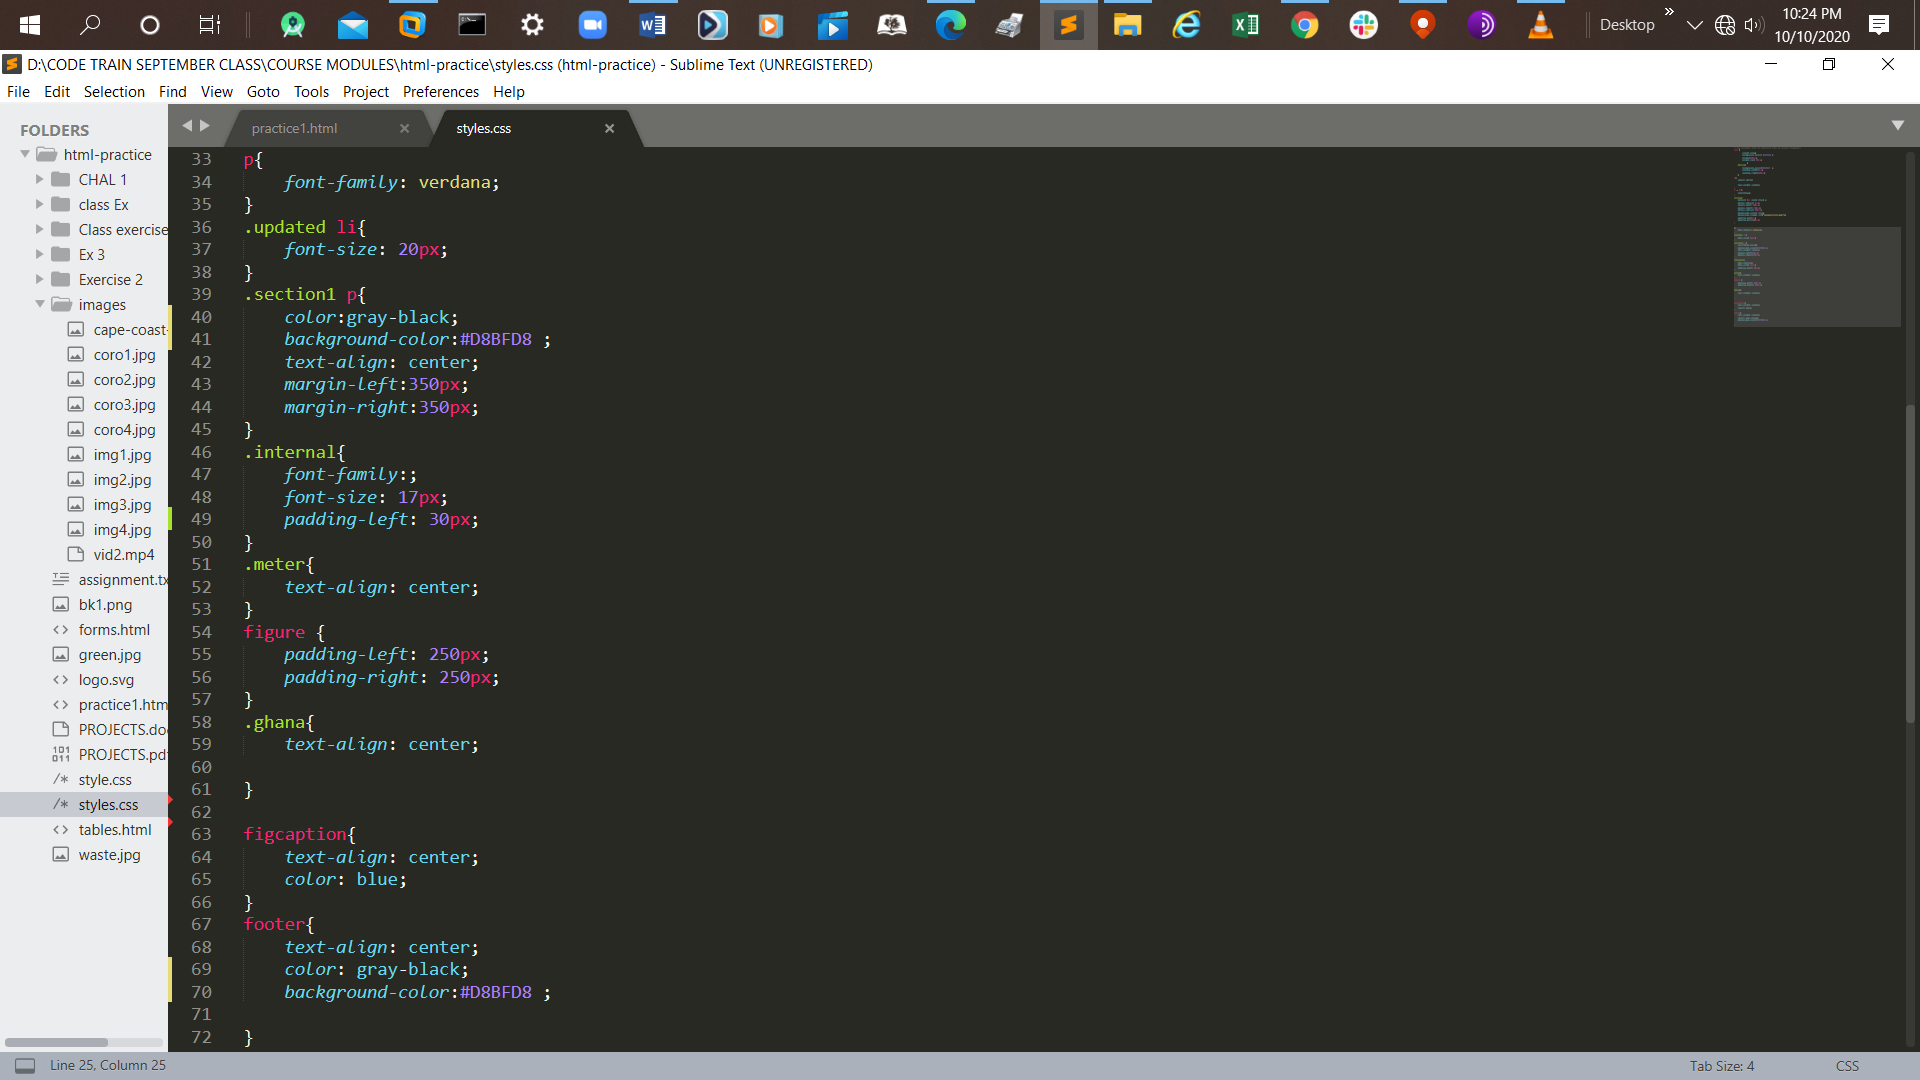 Desktop
»
10:24 PM
10/10/2020
D:\CODE TRAIN SEPTEMBER CLASS\COURSE MODULES\html-practice\styles.css (html-practice) - Sublime Text (UNREGISTERED)
File Edit Selection Find View Goto Tools Project Preferences Help
FOLDERS
html-practice
CHAL 1
class Ex
Class exercise
Ex 3
Exercise 2
images
cape-coast-
coro1.jpg
coro2.jpg
coro3.jpg
coro4.jpg
img1.jpg
img2.jpg
img3.jpg
img4.jpg
vid2.mp4
assignment.tx
bk1.png
forms.html
green.jpg
logo.svg
practice1.htm
PROJECTS.do
PROJECTS.pd
style.css
styles.css
tables.html
waste.jpg
practice1.html
styles.css
33 p{
34     font-family: verdana;
35 }
36 .updated li{
37     font-size: 20px;
38 }
39 .section1 p{
40     color:gray-black;
41     background-color:#D8BFD8 ;
42     text-align: center;
43     margin-left:350px;
44     margin-right:350px;
45 }
46 .internal{
47     font-family:;
48     font-size: 17px;
49     padding-left: 30px;
50 }
51 .meter{
52     text-align: center;
53 }
54 figure {
55     padding-left: 250px;
56     padding-right: 250px;
57 }
58 .ghana{
59     text-align: center;
60
61 }
62
63 figcaption{
64     text-align: center;
65     color: blue;
66 }
67 footer{
68     text-align: center;
69     color: gray-black;
70     background-color:#D8BFD8 ;
71
72 }
Line 25, Column 25
Tab Size: 4
CSS